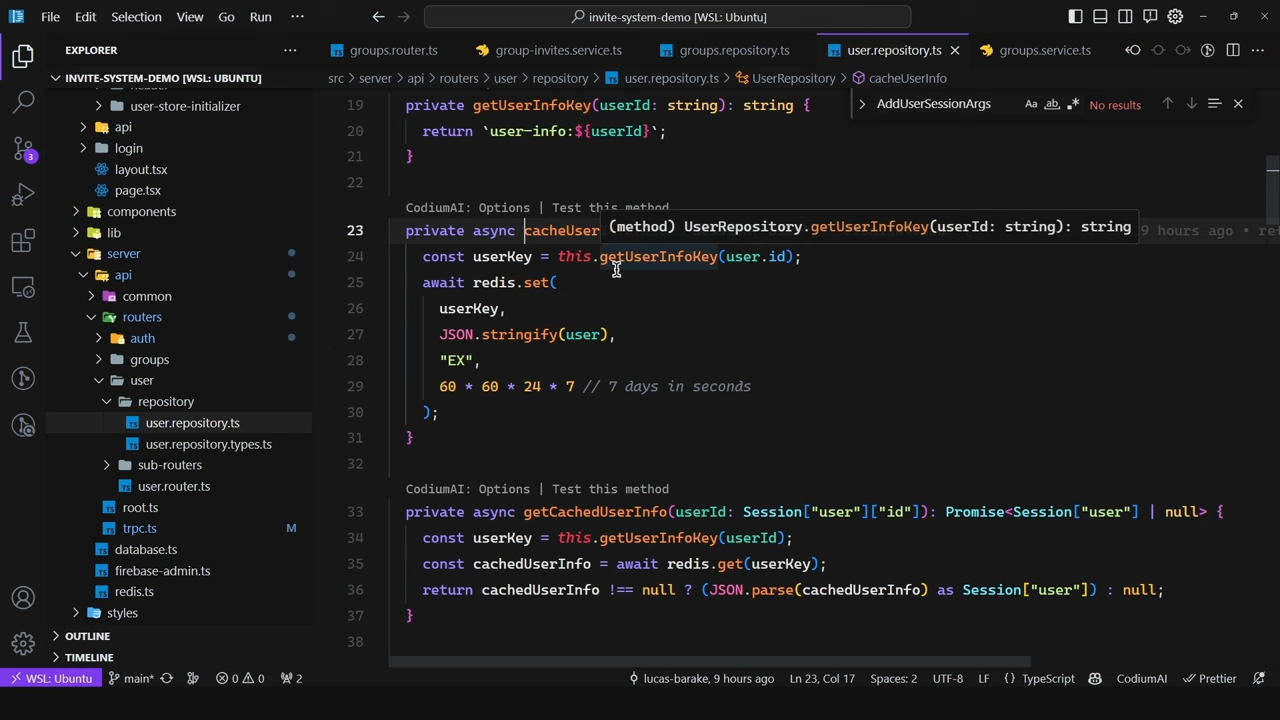 File Edit Selection View Go Run ···
invite-system-demo [WSL: Ubuntu]
EXPLORER
groups.router.ts group-invites.service.ts groups.repository.ts user.repository.ts groups.service.ts
INVITE-SYSTEM-DEMO [WSL: UBUNTU]
src > server > api > routers > user > repository > user.repository.ts > UserRepository > cacheUserInfo
AddUserSessionArgs Aa ab No results
user-store-initializer
api
login
layout.tsx
page.tsx
components
lib
server
api
common
routers
auth
groups
user
repository
user.repository.ts
user.repository.types.ts
sub-routers
user.router.ts
root.ts
trpc.ts M
database.ts
firebase-admin.ts
redis.ts
styles
OUTLINE
TIMELINE
3
19 private getUserInfoKey(userId: string): string {
20 return `user-info:${userId}`;
21 }
22
CodiumAI: Options | Test this method
(method) UserRepository.getUserInfoKey(userId: string): string
23 private async cacheUser 9 hours ago •
24 const userKey = this.getUserInfoKey(user.id);
25 await redis.set(
26 userKey,
27 JSON.stringify(user),
28 "EX",
29 60 * 60 * 24 * 7 // 7 days in seconds
30 );
31 }
32
CodiumAI: Options | Test this method
33 private async getCachedUserInfo(userId: Session["user"]["id"]): Promise<Session["user"] | null> {
34 const userKey = this.getUserInfoKey(userId);
35 const cachedUserInfo = await redis.get(userKey);
36 return cachedUserInfo !== null ? (JSON.parse(cachedUserInfo) as Session["user"]) : null;
37 }
38
WSL: Ubuntu main* 0 0 2 lucas-barake, 9 hours ago Ln 23, Col 17 Spaces: 2 UTF-8 LF {} TypeScript CodiumAI Prettier